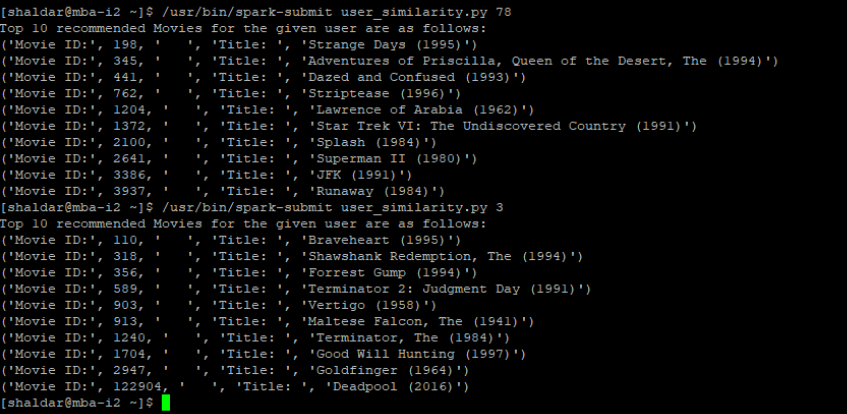 [shaldar@mba-i2 ~]$ /usr/bin/spark-submit user_similarity.py 78
Top 10 recommended Movies for the given user are as follows:
('Movie ID:', 198, '   ', 'Title: ', 'Strange Days (1995)')
('Movie ID:', 345, '   ', 'Title: ', 'Adventures of Priscilla, Queen of the Desert, The (1994)')
('Movie ID:', 441, '   ', 'Title: ', 'Dazed and Confused (1993)')
('Movie ID:', 762, '   ', 'Title: ', 'Striptease (1996)')
('Movie ID:', 1204, '   ', 'Title: ', 'Lawrence of Arabia (1962)')
('Movie ID:', 1372, '   ', 'Title: ', 'Star Trek VI: The Undiscovered Country (1991)')
('Movie ID:', 2100, '   ', 'Title: ', 'Splash (1984)')
('Movie ID:', 2641, '   ', 'Title: ', 'Superman II (1980)')
('Movie ID:', 3386, '   ', 'Title: ', 'JFK (1991)')
('Movie ID:', 3937, '   ', 'Title: ', 'Runaway (1984)')
[shaldar@mba-i2 ~]$ /usr/bin/spark-submit user_similarity.py 3
Top 10 recommended Movies for the given user are as follows:
('Movie ID:', 110, '   ', 'Title: ', 'Braveheart (1995)')
('Movie ID:', 318, '   ', 'Title: ', 'Shawshank Redemption, The (1994)')
('Movie ID:', 356, '   ', 'Title: ', 'Forrest Gump (1994)')
('Movie ID:', 589, '   ', 'Title: ', 'Terminator 2: Judgment Day (1991)')
('Movie ID:', 903, '   ', 'Title: ', 'Vertigo (1958)')
('Movie ID:', 913, '   ', 'Title: ', 'Maltese Falcon, The (1941)')
('Movie ID:', 1240, '   ', 'Title: ', 'Terminator, The (1984)')
('Movie ID:', 1704, '   ', 'Title: ', 'Good Will Hunting (1997)')
('Movie ID:', 2947, '   ', 'Title: ', 'Goldfinger (1964)')
('Movie ID:', 122904, '   ', 'Title: ', 'Deadpool (2016)')
[shaldar@mba-i2 ~]$